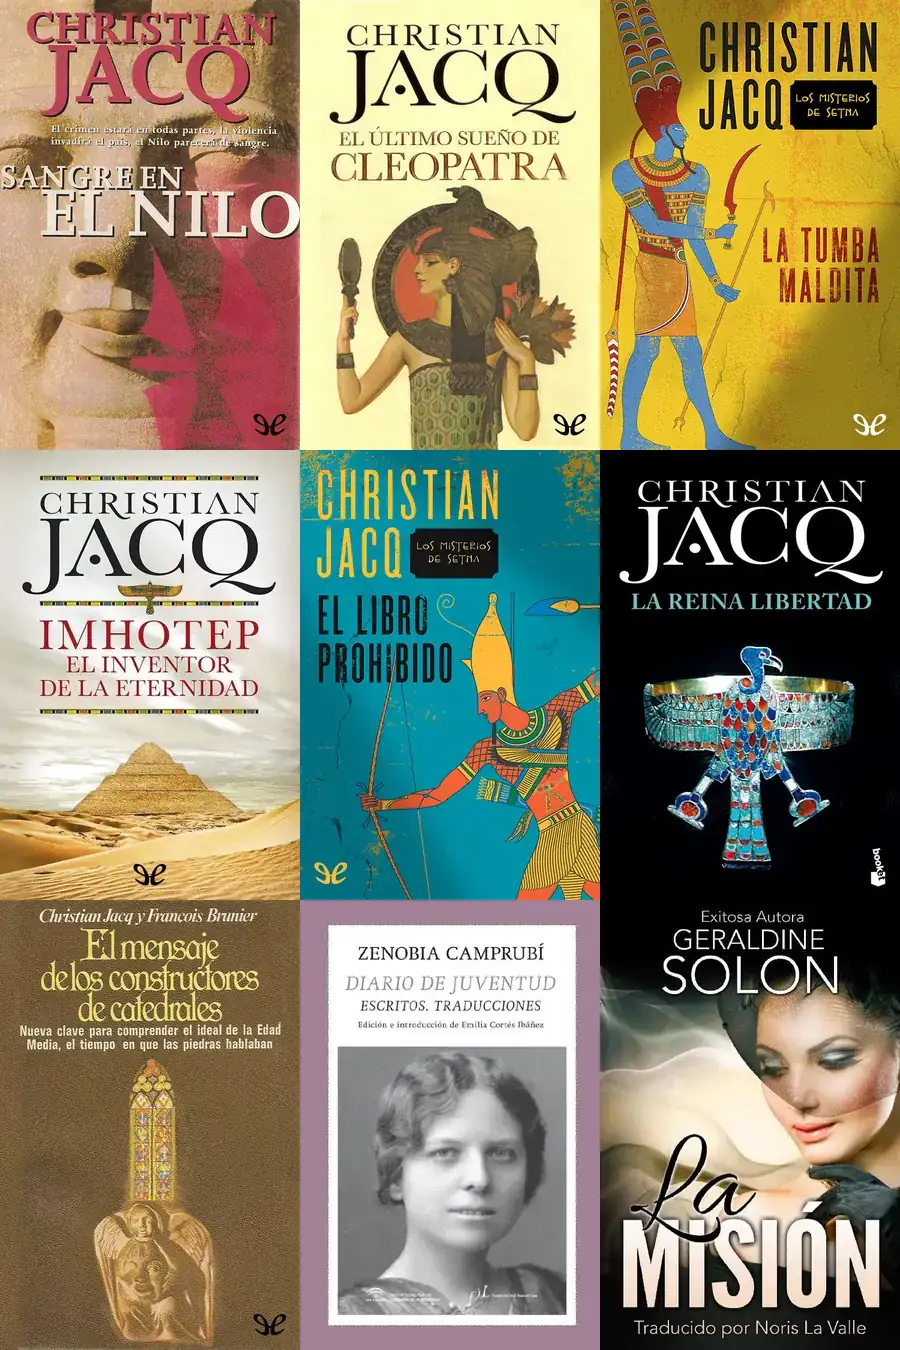 CHRISTIAN
JACQ
El crimen estará en todas partes, la violencia
invadirá el país, el Nilo parecerá de sangre.
SANGRE EN
EL NILO
CHRISTIAN
JACQ
EL ÚLTIMO SUEÑO DE
CLEOPATRA
CHRISTIAN
JACQ
LOS MISTERIOS
DE SETNA
LA TUMBA
MALDITA
CHRISTIAN
JACQ
IMHOTEP
EL INVENTOR
DE LA ETERNIDAD
CHRISTIAN
JACQ
LOS MISTERIOS
DE SETNA
EL LIBRO
PROHIBIDO
CHRISTIAN
JACQ
LA REINA LIBERTAD
booket
Christian Jacq y François Brunier
El mensaje
de los constructores
de catedrales
Nueva clave para comprender el ideal de la Edad
Media, el tiempo en que las piedras hablaban
ZENOBIA CAMPRUBÍ
DIARIO DE JUVENTUD
ESCRITOS. TRADUCCIONES
Edición e introducción de Emilia Cortés Ibáñez
Exitosa Autora
GERALDINE
SOLON
La
MISIÓN
Traducido por Noris La Valle